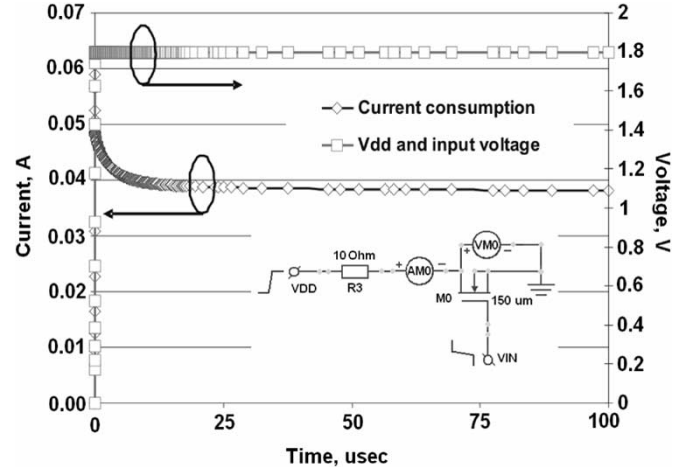 0.07
0.06
0.05
0.04
0.03
0.02
0.01
0.00
Current, A
2
1.8
1.6
1.4
1.2
1
0.8
0.6
0.4
0.2
0
Voltage, V
Current consumption
Vdd and input voltage
10 Ohm
R3
VDD
+
AM0
-
+
VM0
-
M0
150 um
VIN
0
25
50
75
100
Time, usec